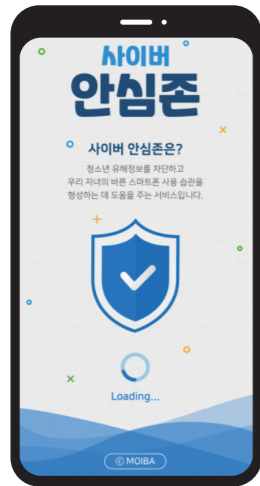 사이버
안심존
사이버 안심존은?
청소년 유해정보를 차단하고
우리 자녀의 바른 스마트폰 사용 습관을
형성하는 데 도움을 주는 서비스입니다.
Loading...
ⓒ MOIBA